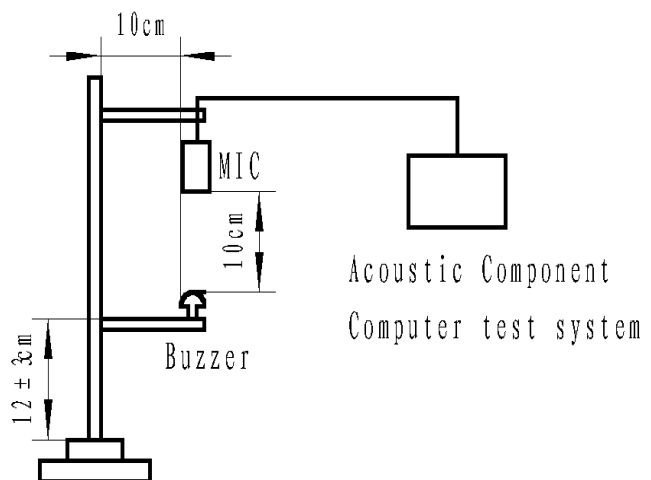 10cm
MIC
10cm
Acoustic Component
Computer test system
Buzzer
12±3cm